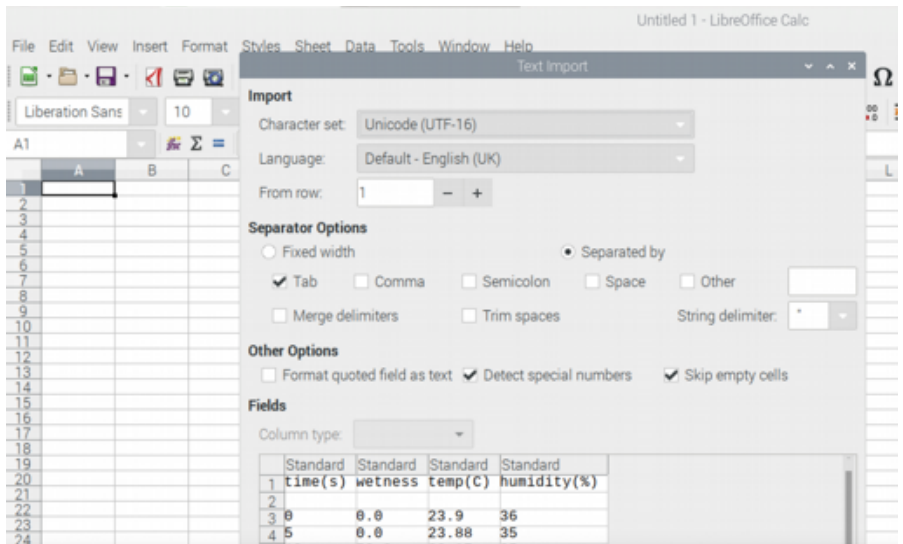 Untitled 1 - LibreOffice Calc
File Edit View Insert Format Styles Sheet Data Tools Window Help
Text Import
Liberation Sans 10
A1
Import
Character set: Unicode (UTF-16)
Language: Default - English (UK)
From row: 1
A B C L
Separator Options
Fixed width Separated by
Tab Comma Semicolon Space Other
Merge delimiters Trim spaces String delimiter: "
Other Options
Format quoted field as text Detect special numbers Skip empty cells
Fields
Column type:
Standard Standard Standard Standard
1 time(s) wetness temp(C) humidity(%)
2
3 0 0.0 23.9 36
4 5 0.0 23.88 35
1
2
3
4
5
6
7
8
9
10
11
12
13
14
15
16
17
18
19
20
21
22
23
24